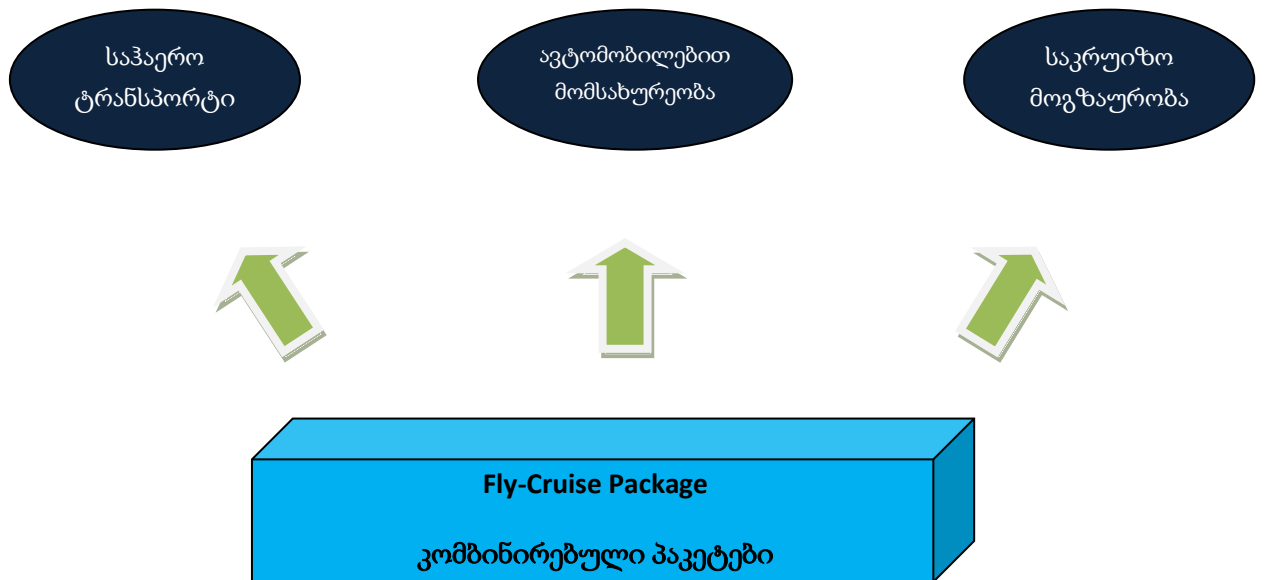 საჰაერო
ტრანსპორტი
ავტომობილებით
მომსახურეობა
საკრუიზო
მოგზაურობა
Fly-Cruise Package
კომბინირებული პაკეტები